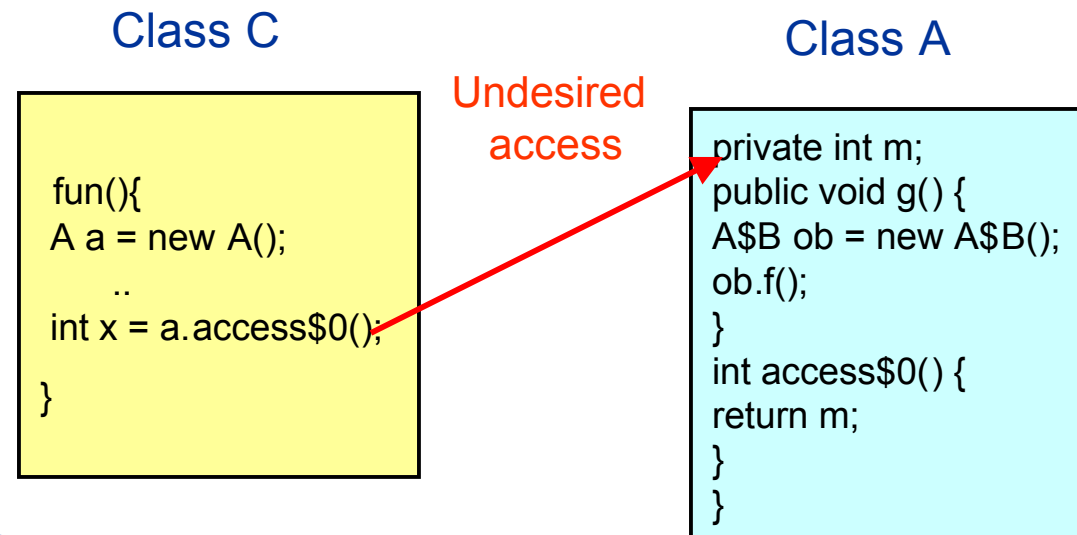 Class C
fun(){
A a = new A();
..
int x = a.access$0();
}
Undesired
access
Class A
private int m;
public void g() {
A$B ob = new A$B();
ob.f();
}
int access$0() {
return m;
}
}